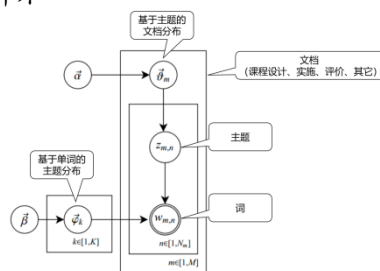 基于主题的
文档分布
文档
（课程设计、实施、评价、其它）
α⃗
ϑ⃗m
zm,n
主题
基于单词的
主题分布
β⃗
φ⃗k
wm,n
词
k∈[1,K]
n∈[1,Nm]
m∈[1,M]